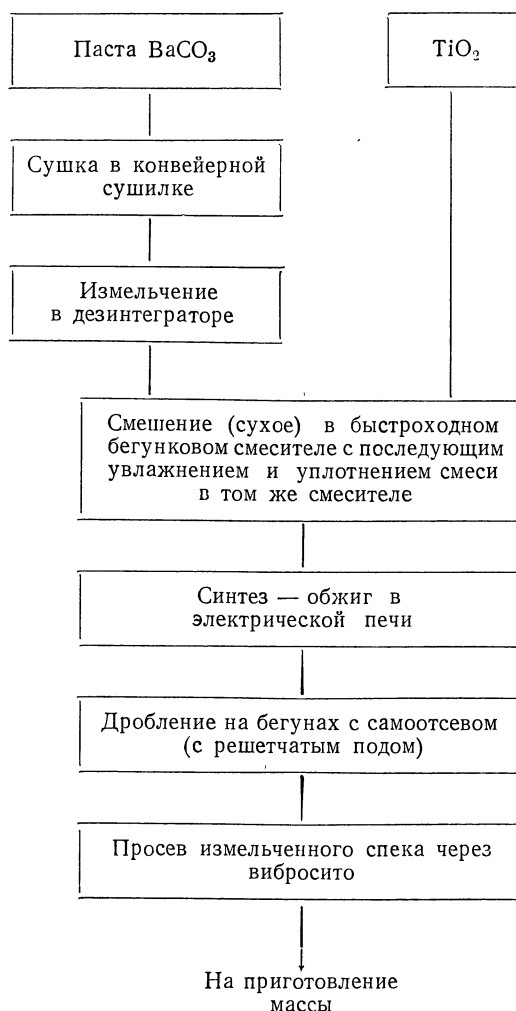 Паста BaCO₃
TiO₂
Сушка в конвейерной
сушилке
Измельчение
в дезинтеграторе
Смешение (сухое) в быстроходном
бегунковом смесителе с последующим
увлажнением и уплотнением смеси
в том же смесителе
Синтез — обжиг в
электрической печи
Дробление на бегунах с самоотсевом
(с решетчатым подом)
Просев измельченного спека через
вибросито
На приготовление
массы